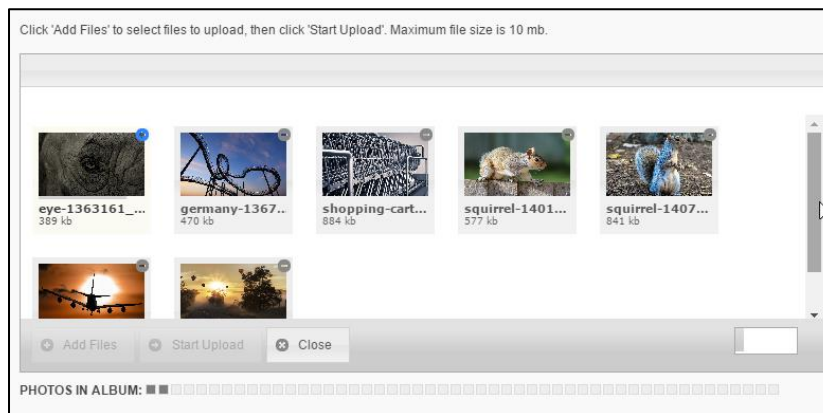 Click 'Add Files' to select files to upload, then click 'Start Upload'. Maximum file size is 10 mb.
eye-1363161_... germany-1367... shopping-cart... squirrel-1401... squirrel-1407...
389 kb 470 kb 884 kb 577 kb 841 kb
Add Files Start Upload Close
PHOTOS IN ALBUM: